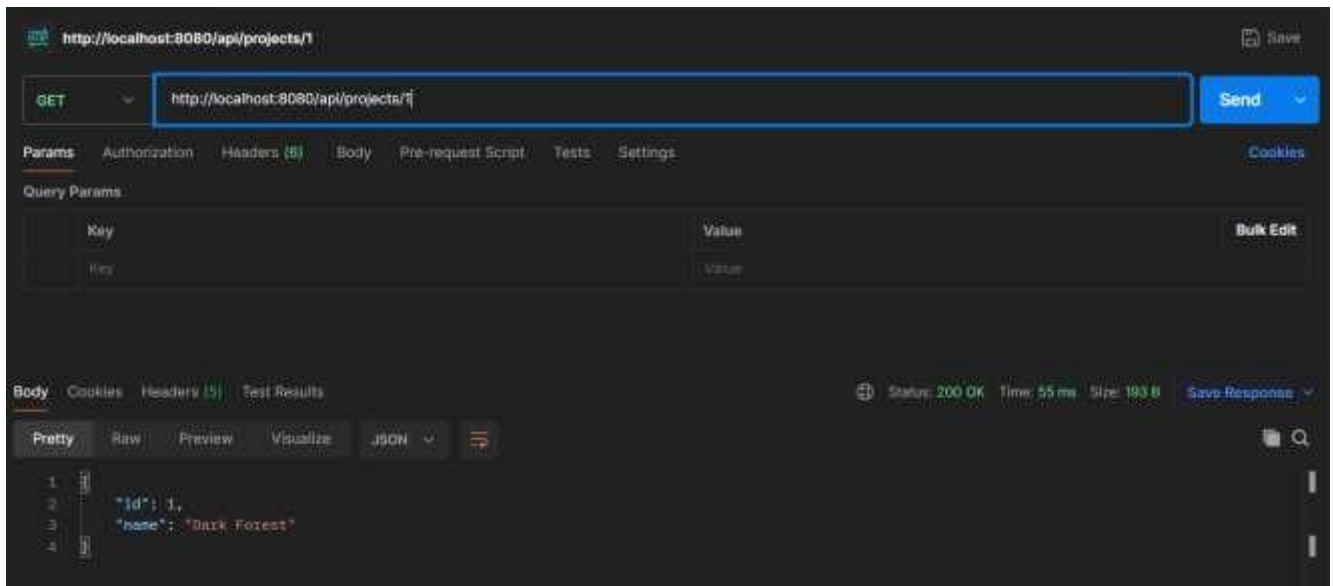 http://localhost:8080/api/projects/1
Save
GET
http://localhost:8080/api/projects/1
Send
Params Authorization Headers (6) Body Pre-request Script Tests Settings Cookies
Query Params
Key Value Bulk Edit
Key Value
Body Cookies Headers (5) Test Results Status: 200 OK Time: 55 ms Size: 193 B Save Response
Pretty Raw Preview Visualize JSON
1 {
2 "id": 1,
3 "name": "Dark Forest"
4 }